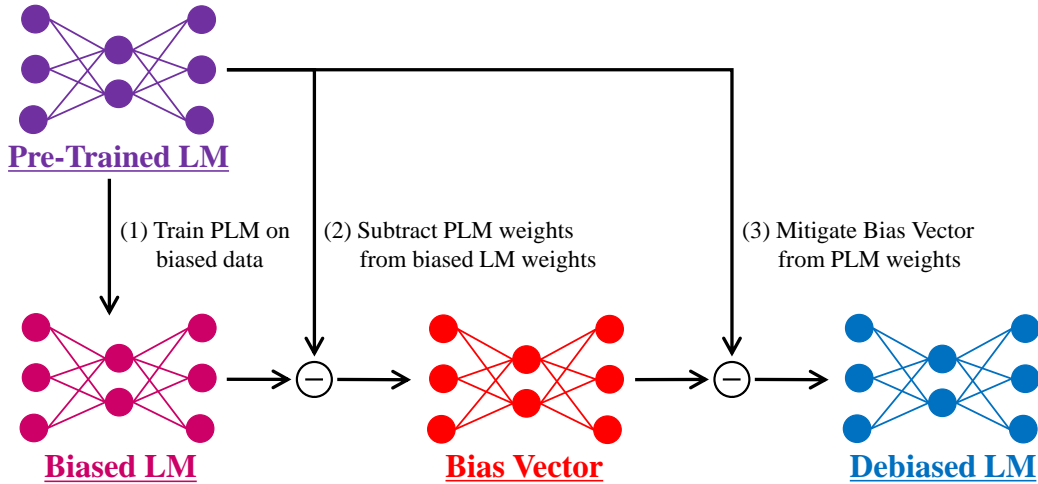 Pre-Trained LM
(1) Train PLM on
biased data
(2) Subtract PLM weights
from biased LM weights
(3) Mitigate Bias Vector
from PLM weights
Biased LM
Bias Vector
Debiased LM